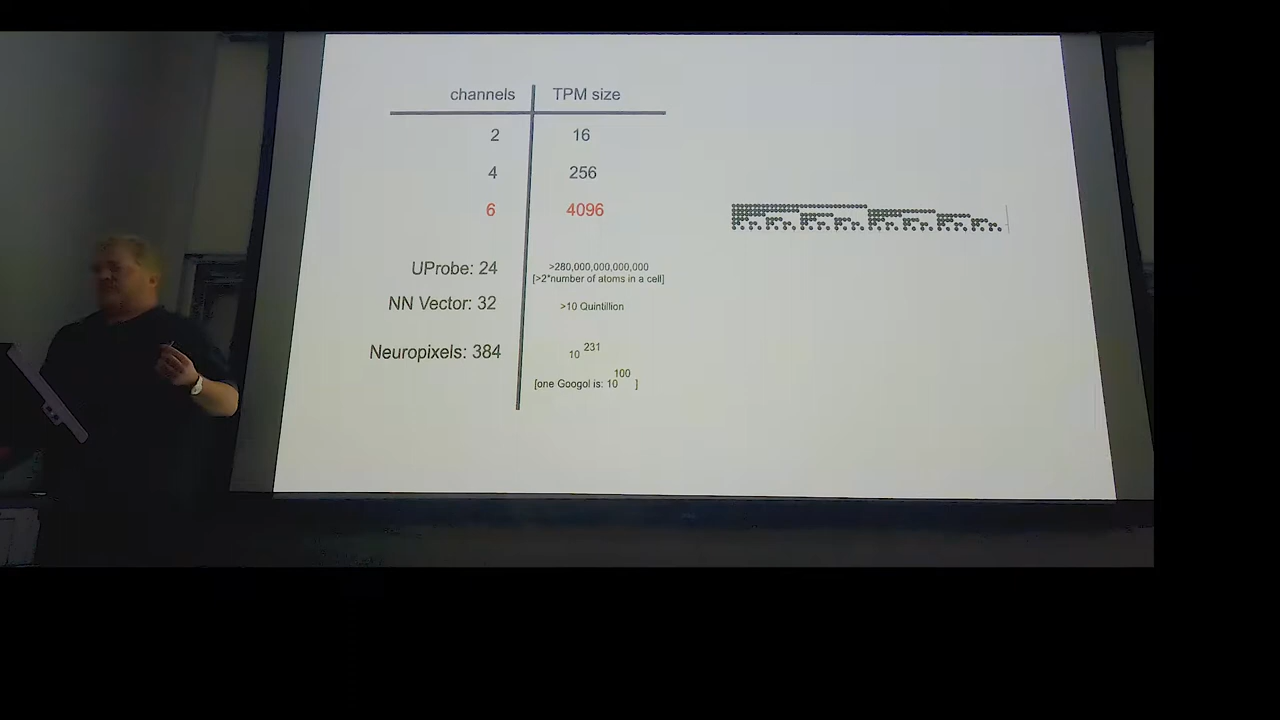 channels TPM size
2 16
4 256
6 4096
UProbe: 24 >280,000,000,000,000
[>2*number of atoms in a cell]
NN Vector: 32 >10 Quintillion
Neuropixels: 384 10 231
[one Googol is: 10 100 ]